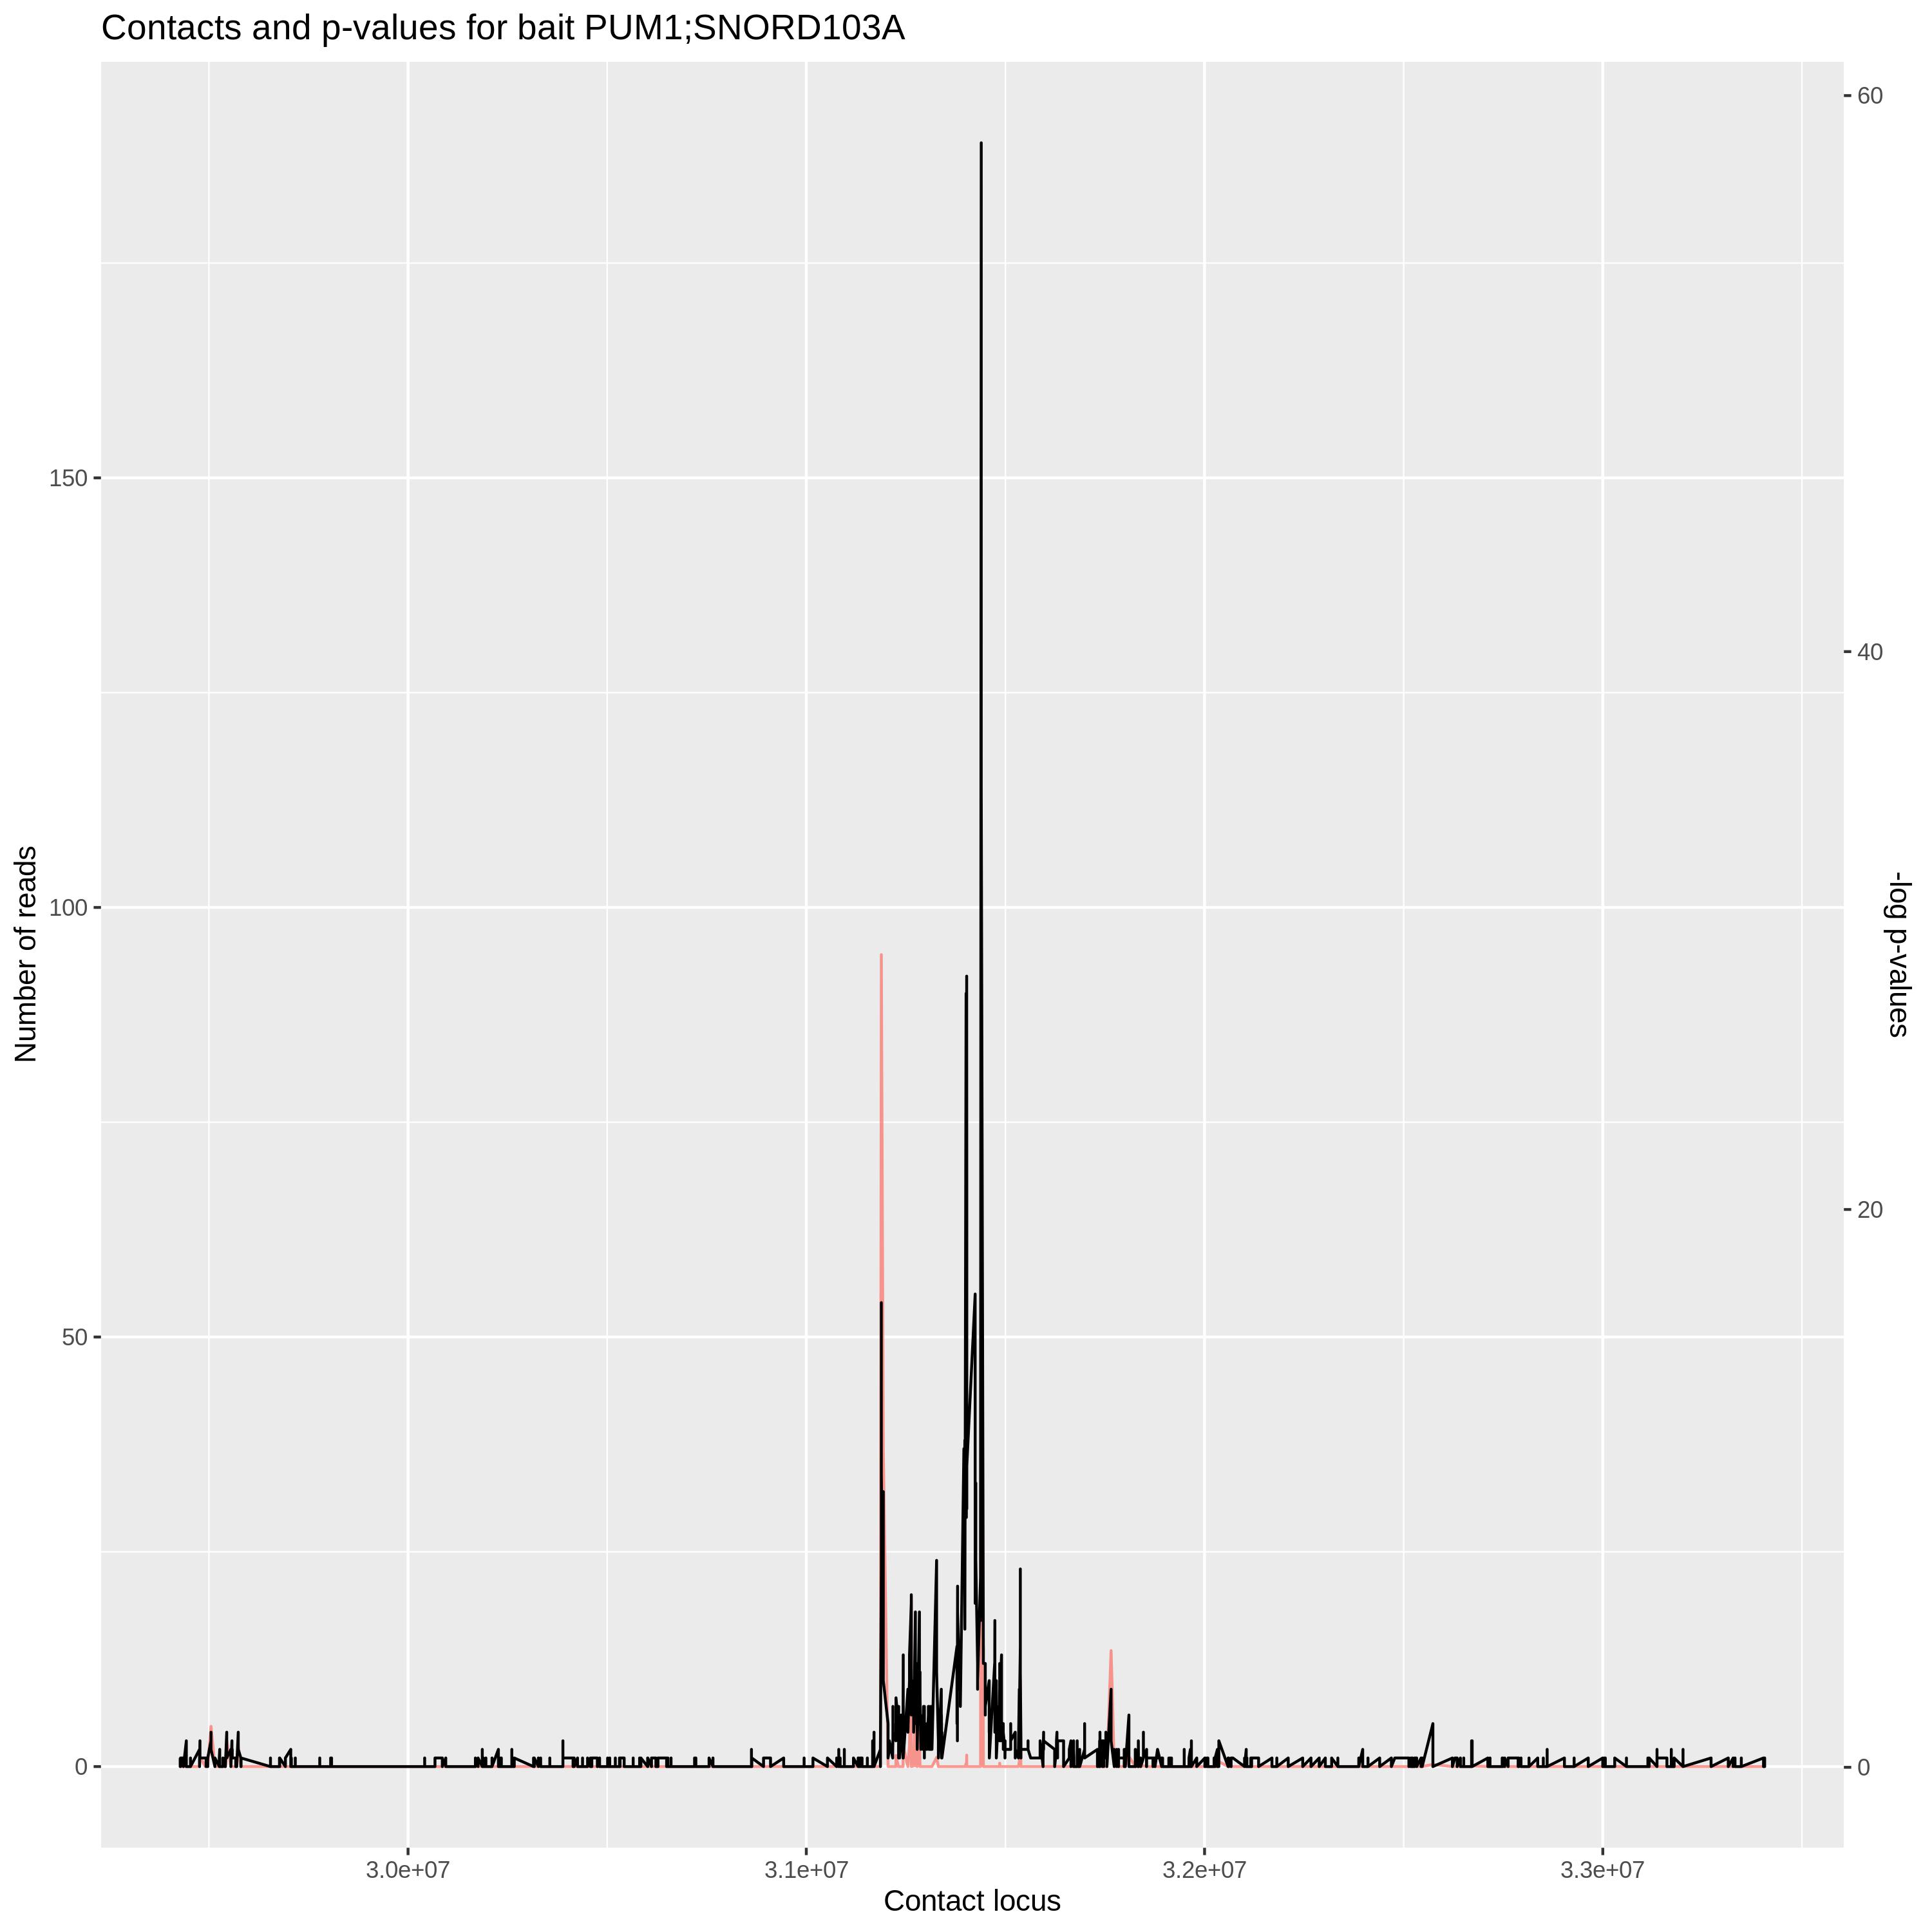 Contacts and p-values for bait PUM1;SNORD103A
Number of reads
150
100
50
0
60
40
20
0
-log p-values
3.0e+07
3.1e+07
3.2e+07
3.3e+07
Contact locus